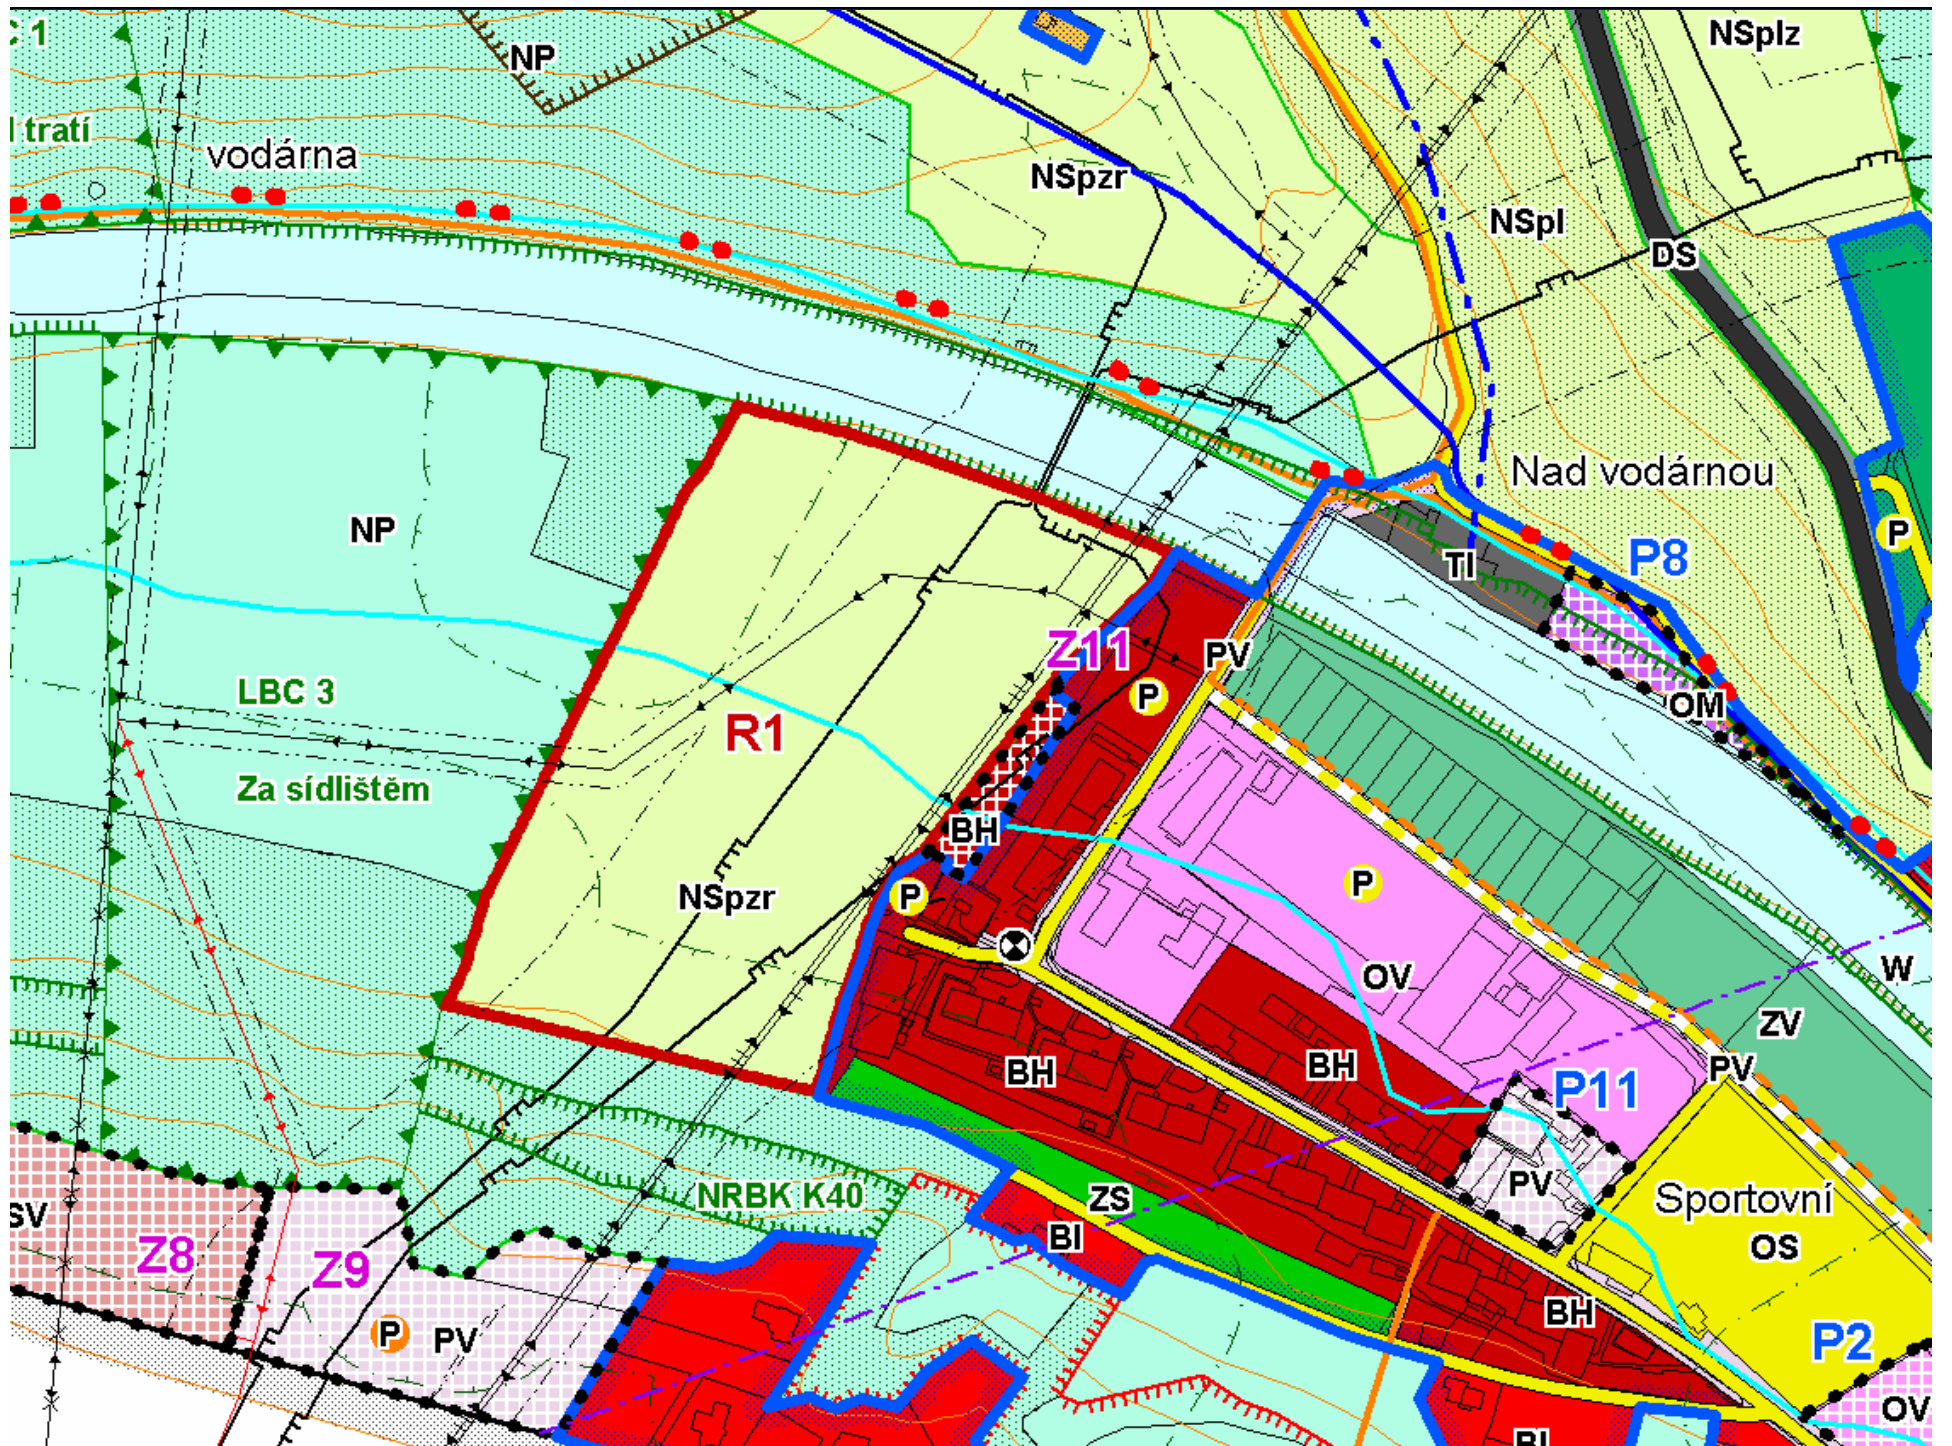 C 1
NP
NSplz
tratí
vodárna
NSpzr
NSpl
DS
Nad vodárnou
NP
P
TI
P8
Z11
PV
LBC 3
P
R1
OM
Za sídlištěm
BH
P
NSpzr
P
OV
W
ZV
BH
BH
PV
P11
NRBK K40
ZS
PV
Sportovní
SV
BI
OS
Z8
Z9
P
PV
BH
P2
OV
BI